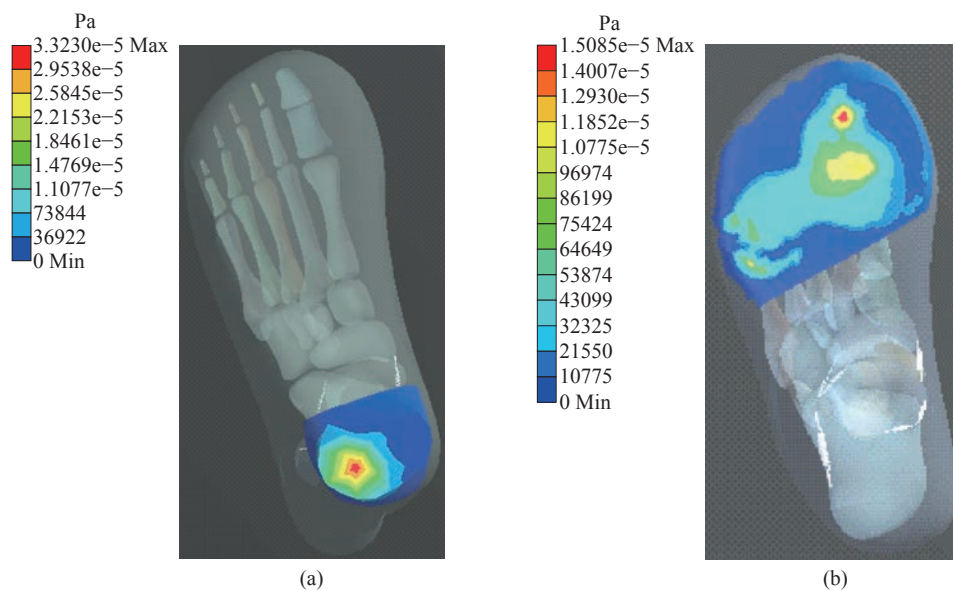 Pa
3.3230e−5 Max
2.9538e−5
2.5845e−5
2.2153e−5
1.8461e−5
1.4769e−5
1.1077e−5
73844
36922
0 Min
(a)
Pa
1.5085e−5 Max
1.4007e−5
1.2930e−5
1.1852e−5
1.0775e−5
96974
86199
75424
64649
53874
43099
32325
21550
10775
0 Min
(b)